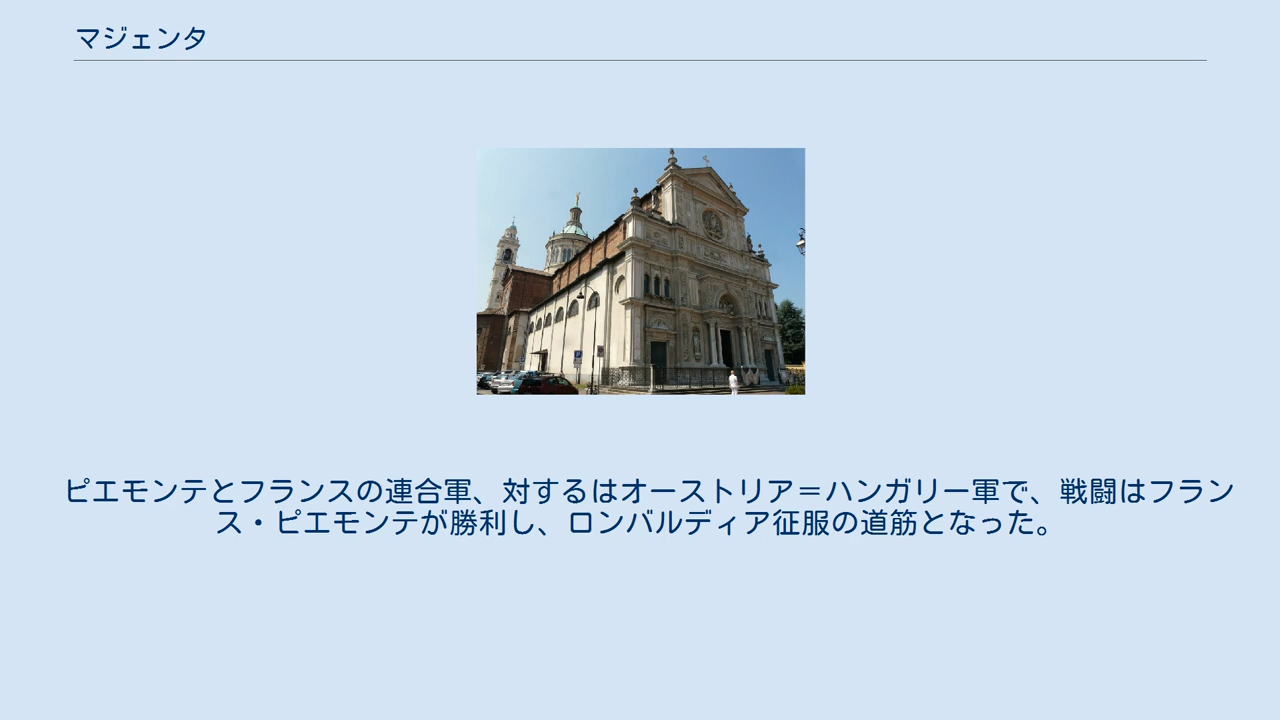 マジェンタ
ピエモンテとフランスの連合軍、対するはオーストリア＝ハンガリー軍で、戦闘はフラン
ス・ピエモンテが勝利し、ロンバルディア征服の道筋となった。